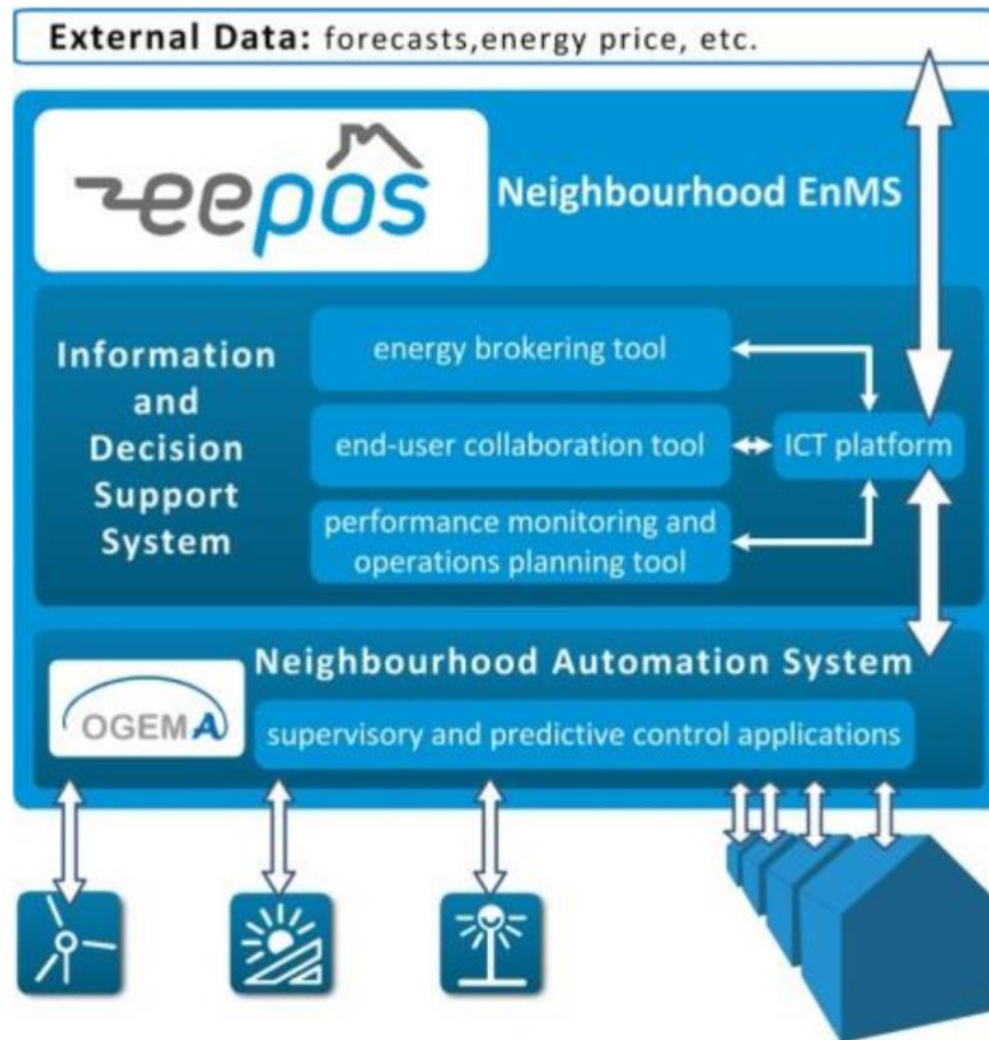 External Data: forecasts,energy price, etc.
eepos
Neighbourhood EnMS
Information
and
Decision
Support
System
energy brokering tool
end-user collaboration tool
performance monitoring and
operations planning tool
ICT platform
OGEMA
Neighbourhood Automation System
supervisory and predictive control applications